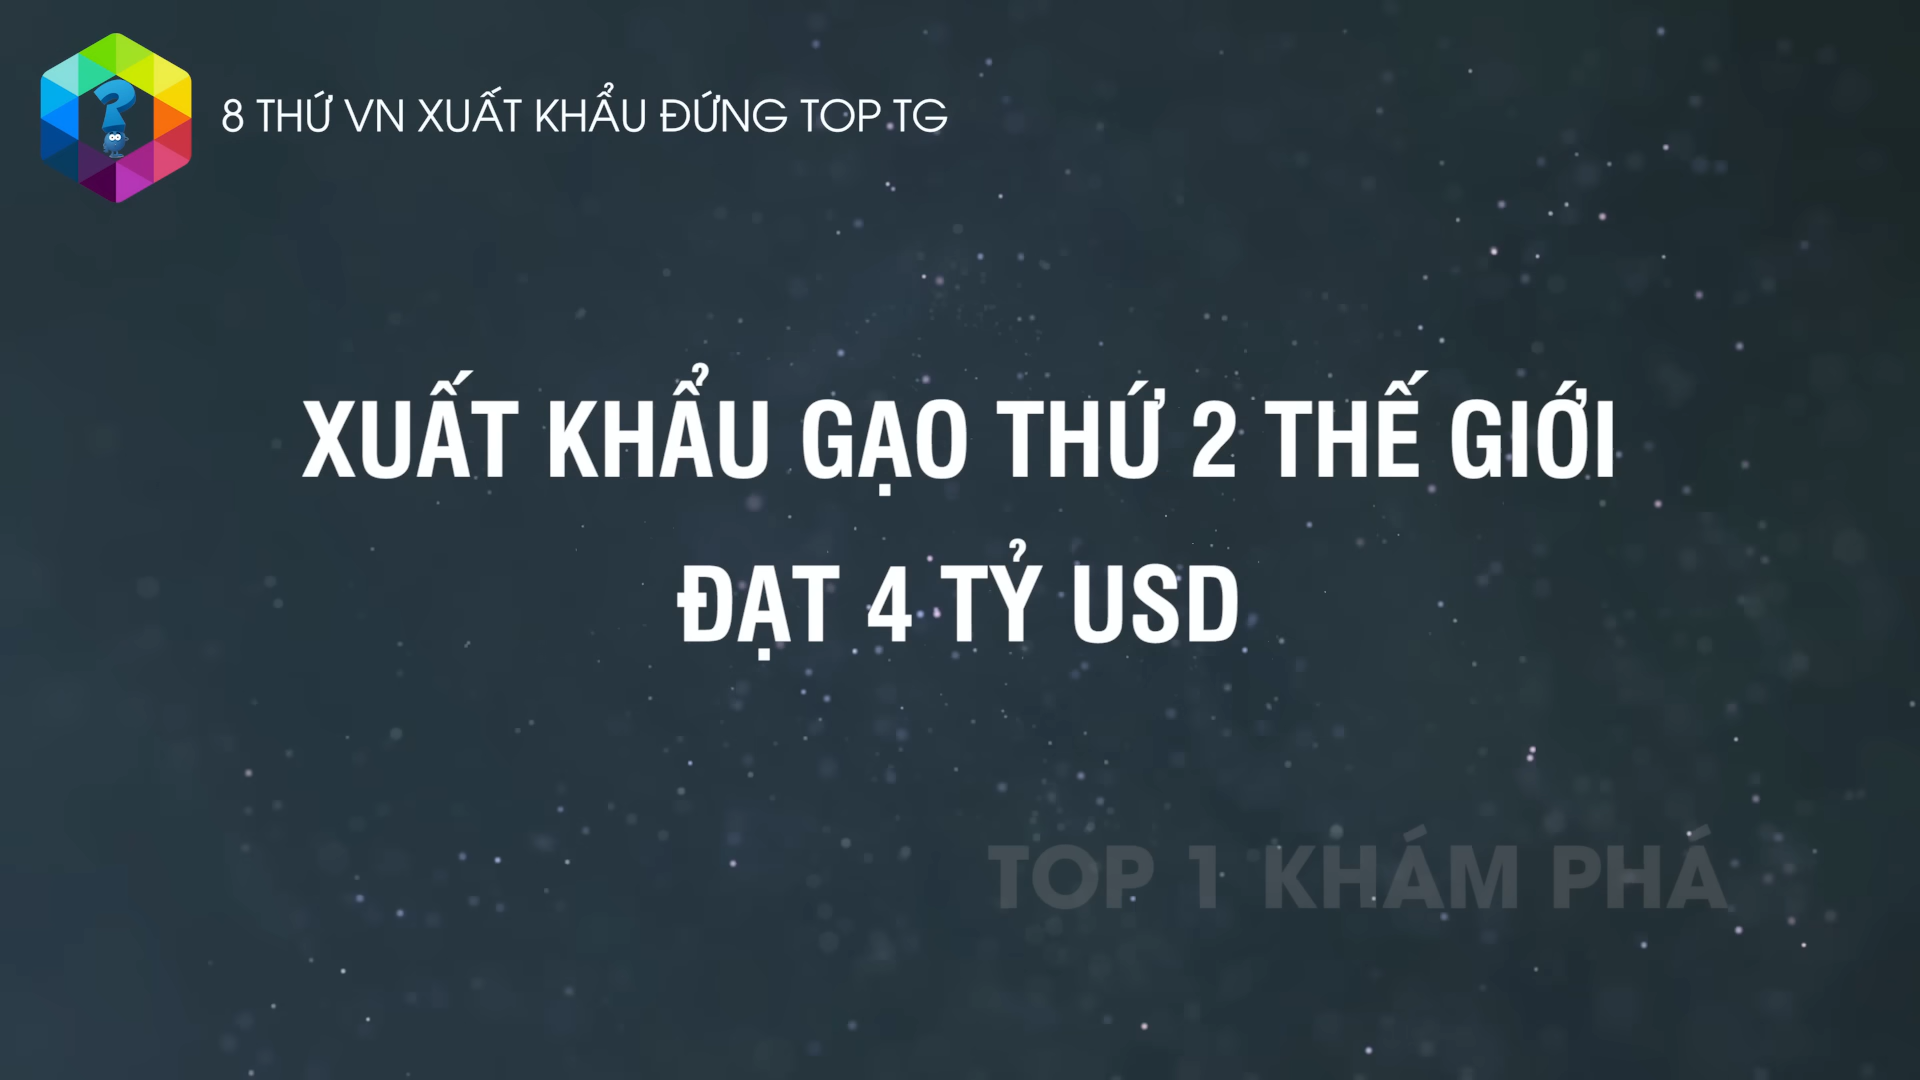 8 THỨ VN XUẤT KHẨU ĐỨNG TOP TG
XUẤT KHẨU GẠO THỨ 2 THẾ GIỚI
ĐẠT 4 TỶ USD
TOP 1 KHÁM PHÁ